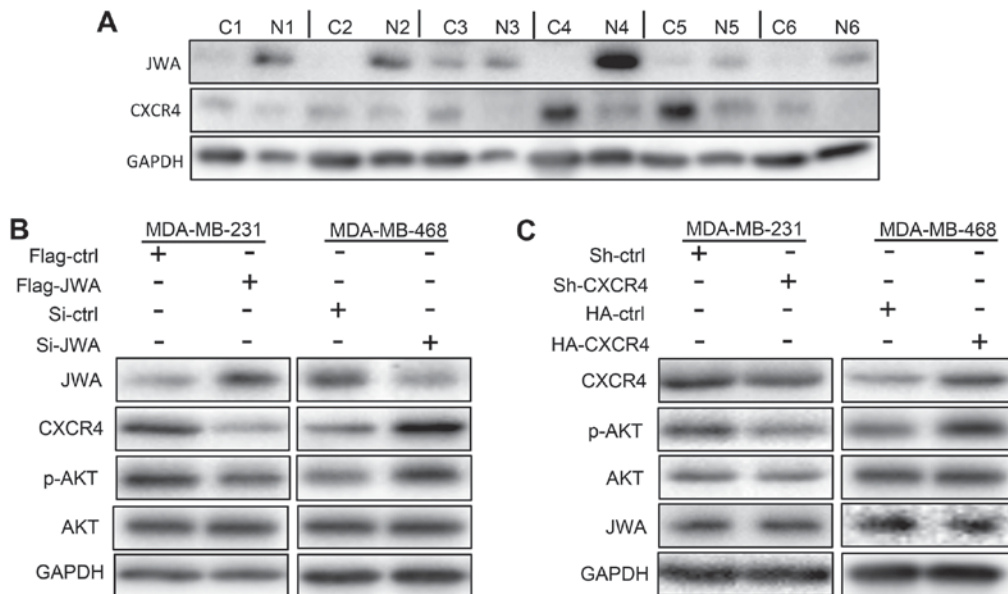 A
C1 N1 | C2 N2 | C3 N3 | C4 N4 | C5 N5 | C6 N6
JWA
CXCR4
GAPDH
B
MDA-MB-231 MDA-MB-468
Flag-ctrl + - - -
Flag-JWA - + - -
Si-ctrl - - + -
Si-JWA - - - +
JWA
CXCR4
p-AKT
AKT
GAPDH
C
MDA-MB-231 MDA-MB-468
Sh-ctrl + - - -
Sh-CXCR4 - + - -
HA-ctrl - - + -
HA-CXCR4 - - - +
CXCR4
p-AKT
AKT
JWA
GAPDH